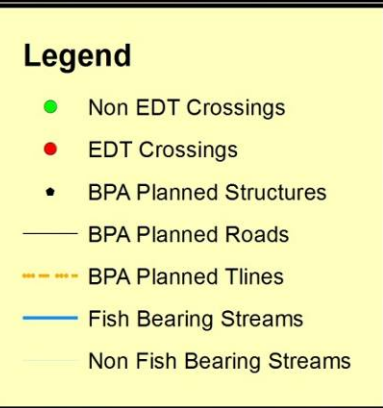 Legend
Non EDT Crossings
EDT Crossings
BPA Planned Structures
BPA Planned Roads
BPA Planned Tlines
Fish Bearing Streams
Non Fish Bearing Streams